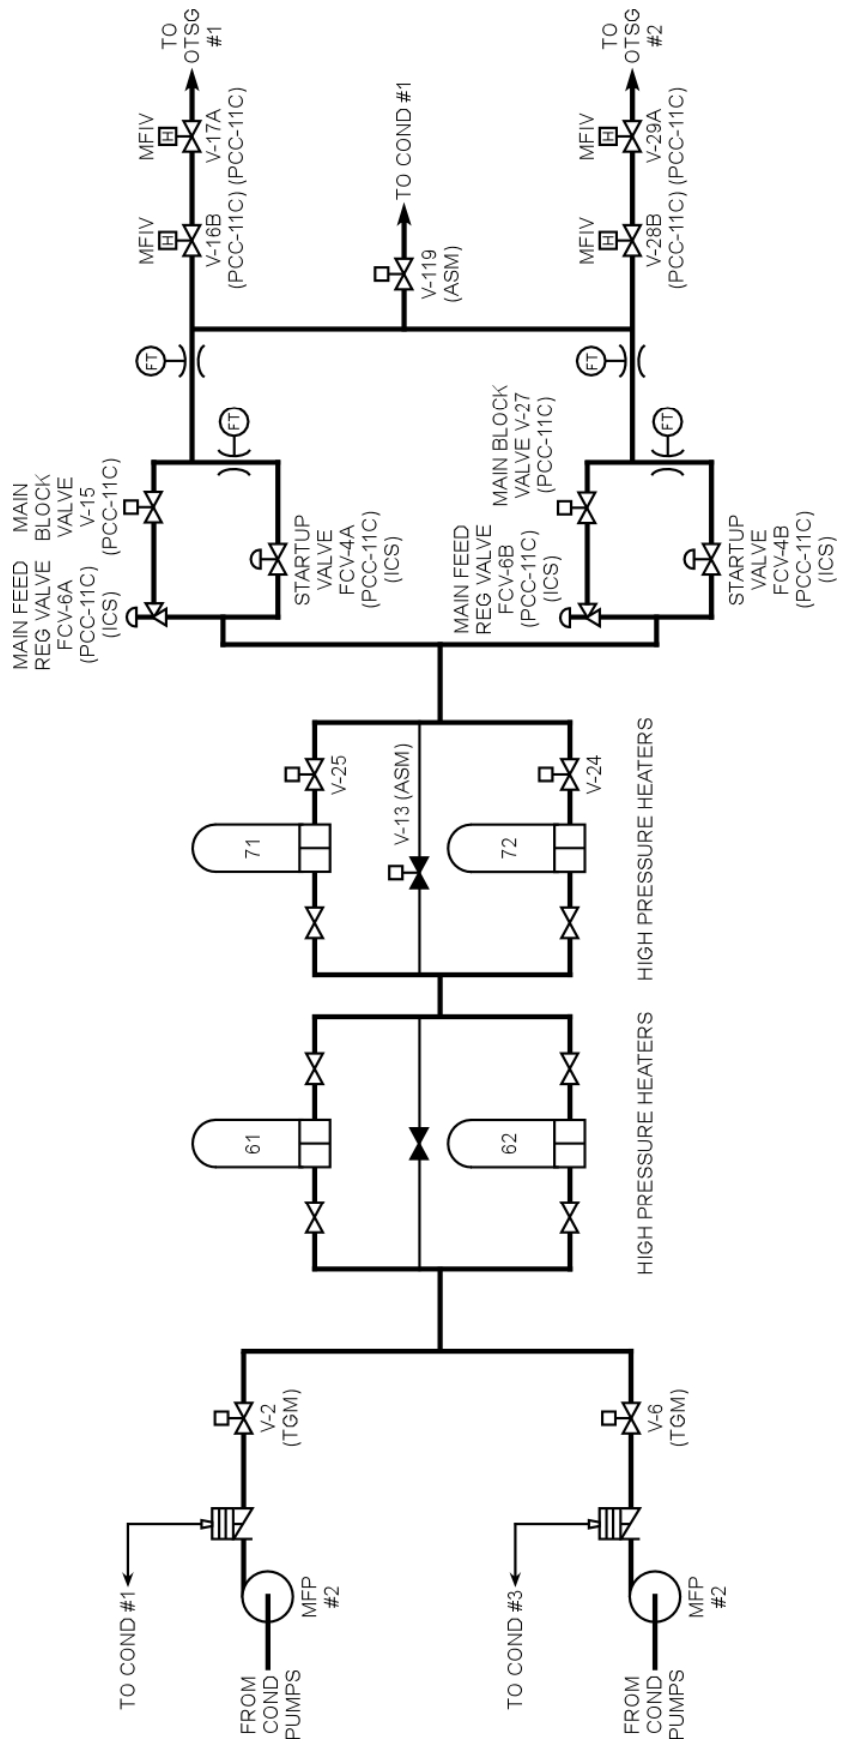 TO
OTSG
#1
MFIV
H
V-17A
(PCC-11C)
MFIV
H
V-16B
(PCC-11C)
TO COND #1
V-119
(ASM)
TO
OTSG
#2
MFIV
H
V-29A
(PCC-11C)
MFIV
H
V-28B
(PCC-11C)
FT
FT
MAIN
BLOCK
VALVE
V-15
(PCC-11C)
MAIN FEED
REG VALVE
FCV-6A
(PCC-11C)
(ICS)
STARTUP
VALVE
FCV-4A
(PCC-11C)
(ICS)
FT
FT
MAIN BLOCK
VALVE V-27
(PCC-11C)
MAIN FEED
REG VALVE
FCV-6B
(PCC-11C)
(ICS)
STARTUP
VALVE
FCV-4B
(PCC-11C)
(ICS)
V-25
V-13 (ASM)
V-24
71
72
HIGH PRESSURE HEATERS
61
62
HIGH PRESSURE HEATERS
V-2
(TGM)
V-6
(TGM)
TO COND #1
MFP
#2
FROM
COND
PUMPS
TO COND #3
MFP
#2
FROM
COND
PUMPS